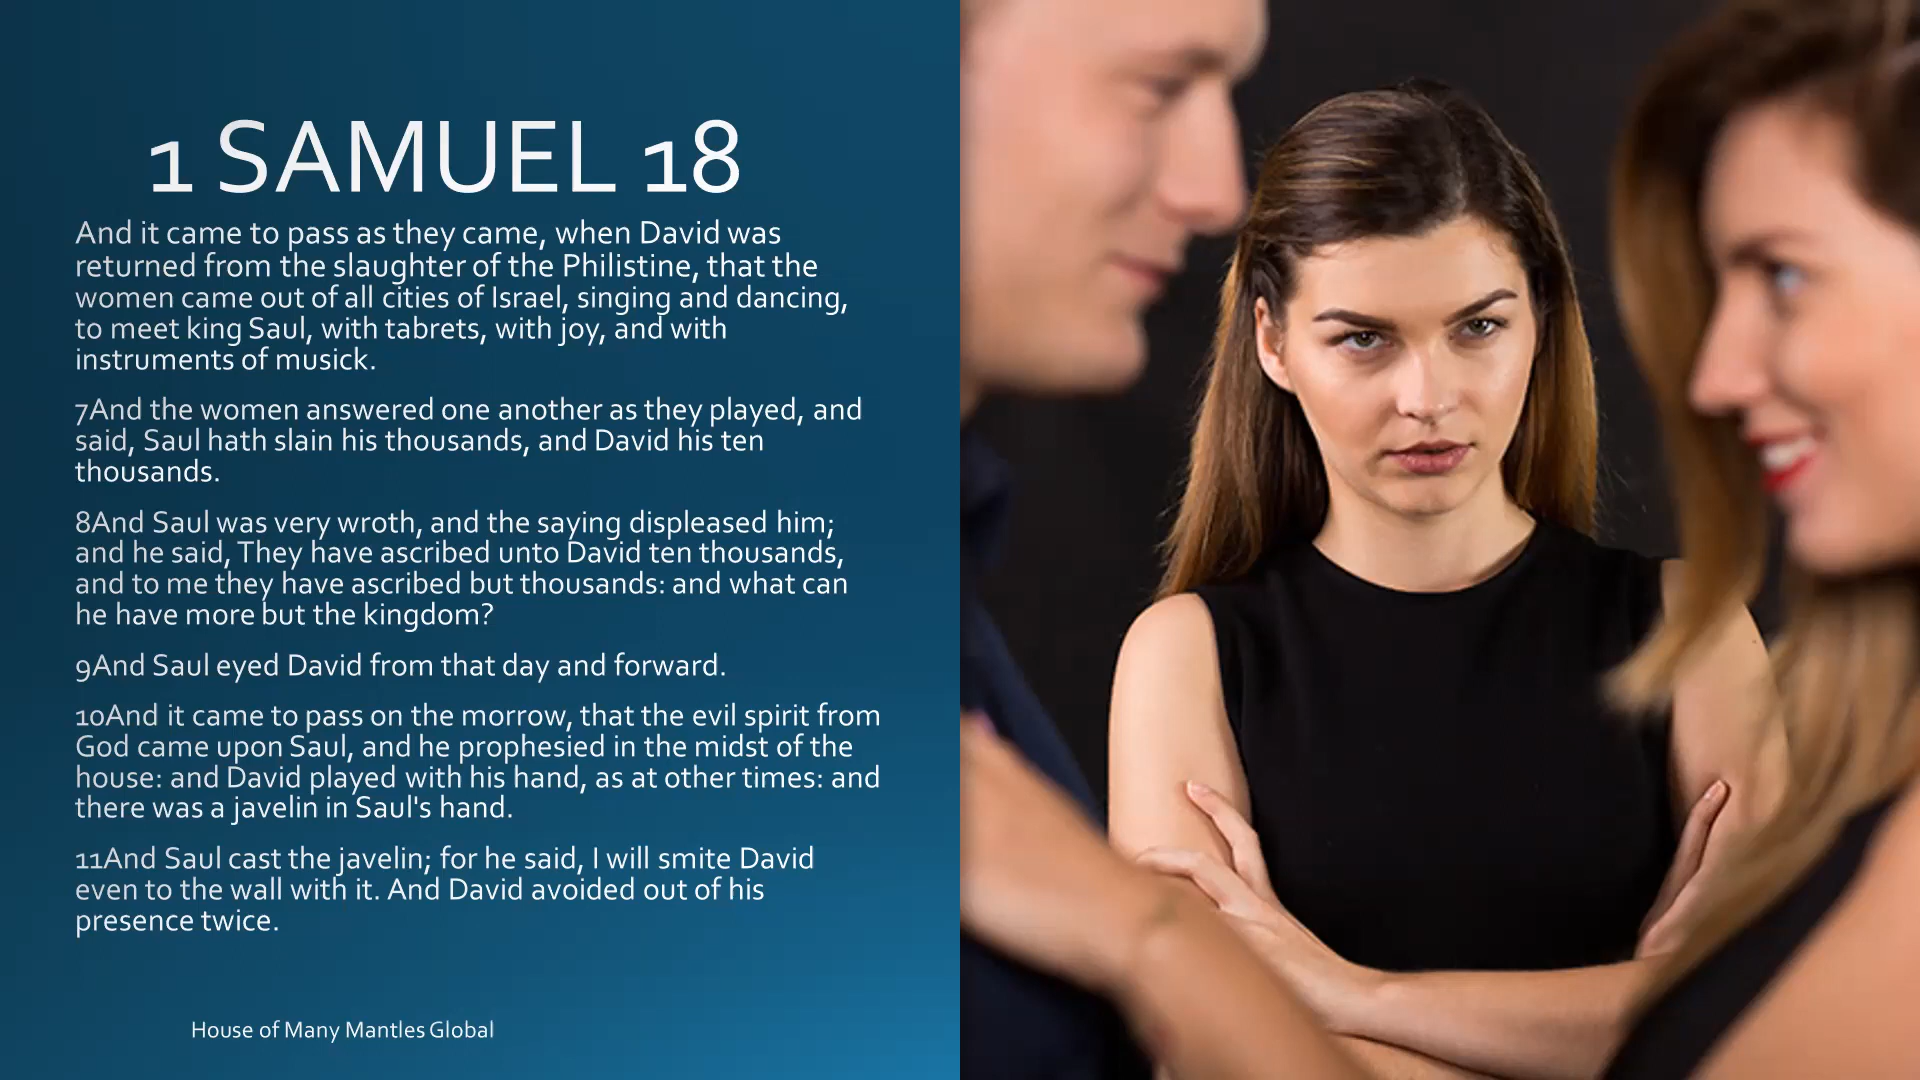 1 SAMUEL 18
And it came to pass as they came, when David was
returned from the slaughter of the Philistine, that the
women came out of all cities of Israel, singing and dancing,
to meet king Saul, with tabrets, with joy, and with
instruments of musick.
7And the women answered one another as they played, and
said, Saul hath slain his thousands, and David his ten
thousands.
8And Saul was very wroth, and the saying displeased him;
and he said, They have ascribed unto David ten thousands,
and to me they have ascribed but thousands: and what can
he have more but the kingdom?
9And Saul eyed David from that day and forward.
10And it came to pass on the morrow, that the evil spirit from
God came upon Saul, and he prophesied in the midst of the
house: and David played with his hand, as at other times: and
there was a javelin in Saul's hand.
11And Saul cast the javelin; for he said, I will smite David
even to the wall with it. And David avoided out of his
presence twice.
House of Many Mantles Global